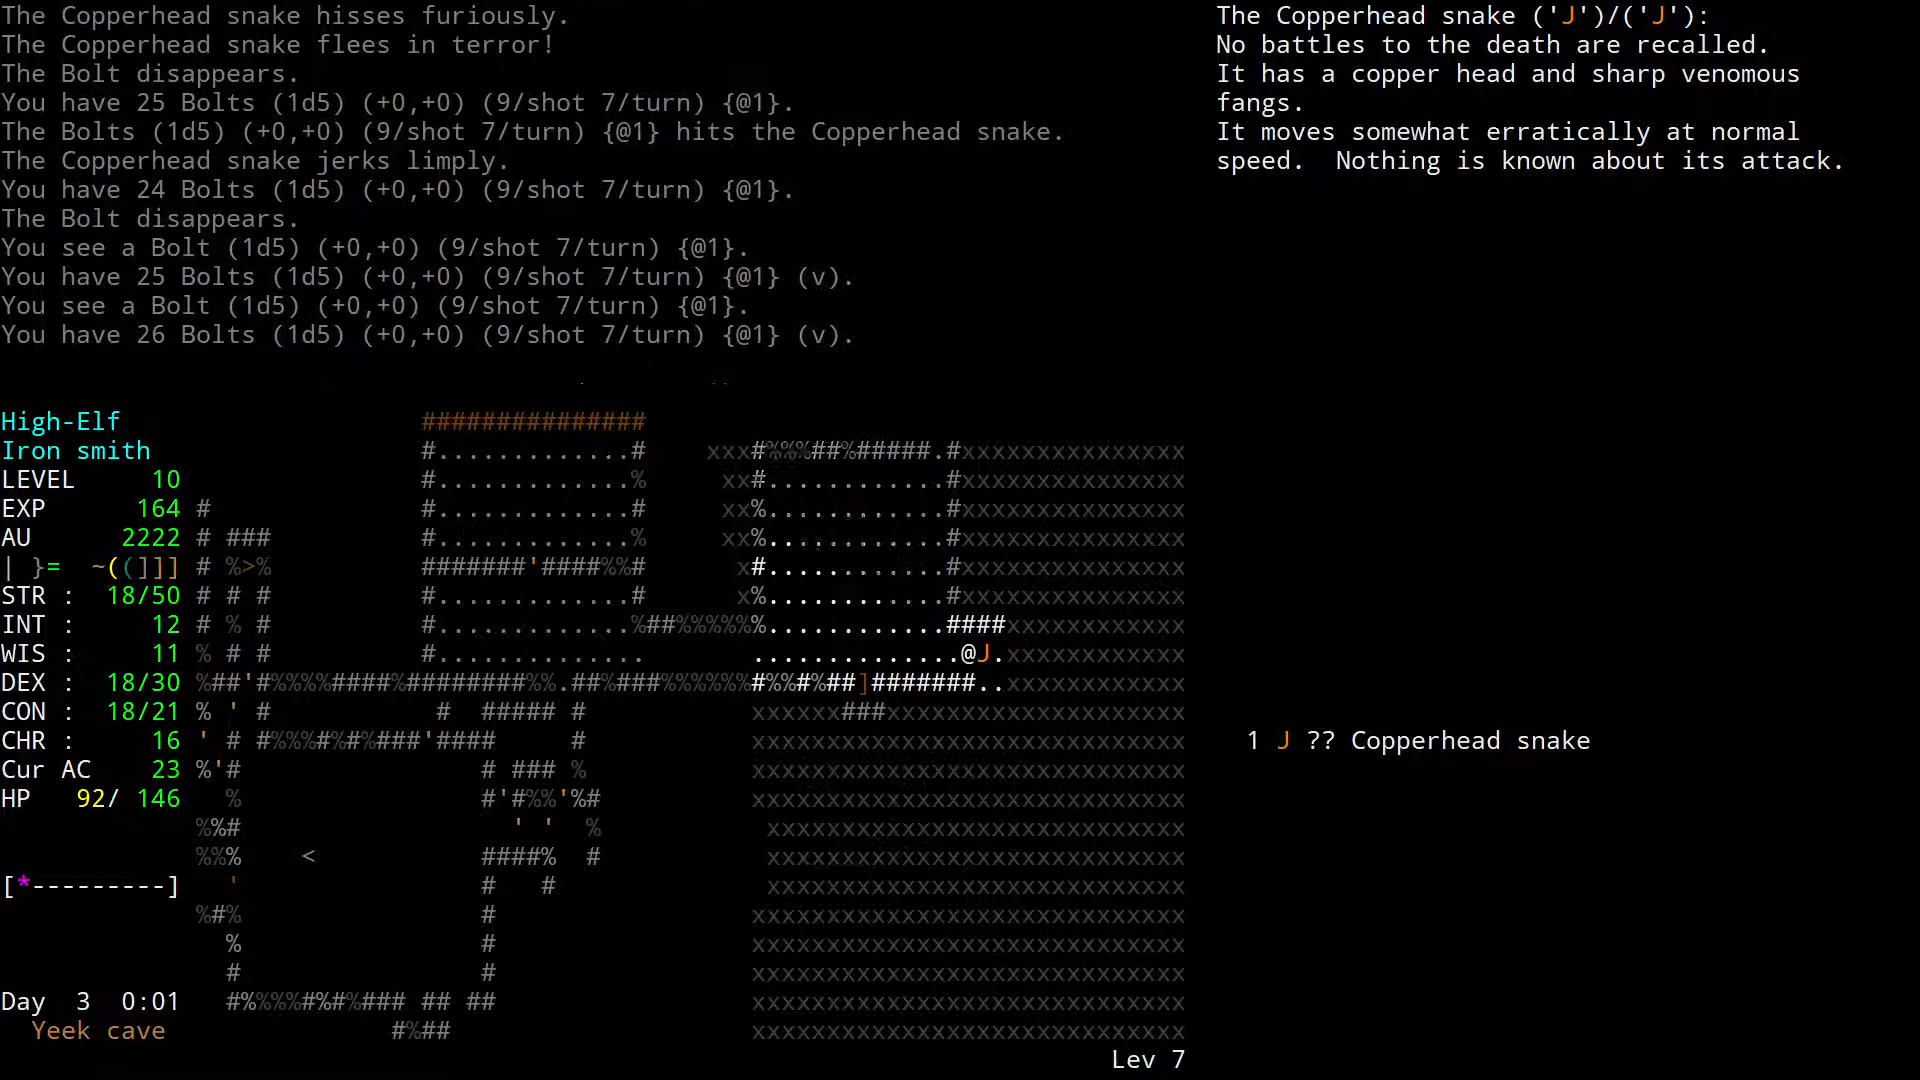 The Copperhead snake hisses furiously.
The Copperhead snake flees in terror!
The Bolt disappears.
You have 25 Bolts (1d5) (+0,+0) (9/shot 7/turn) {@1}.
The Bolts (1d5) (+0,+0) (9/shot 7/turn) {@1} hits the Copperhead snake.
The Copperhead snake jerks limply.
You have 24 Bolts (1d5) (+0,+0) (9/shot 7/turn) {@1}.
The Bolt disappears.
You see a Bolt (1d5) (+0,+0) (9/shot 7/turn) {@1}.
You have 25 Bolts (1d5) (+0,+0) (9/shot 7/turn) {@1} (v).
You see a Bolt (1d5) (+0,+0) (9/shot 7/turn) {@1}.
You have 26 Bolts (1d5) (+0,+0) (9/shot 7/turn) {@1} (v).
The Copperhead snake ('J')/('J'):
No battles to the death are recalled.
It has a copper head and sharp venomous
fangs.
It moves somewhat erratically at normal
speed.  Nothing is known about its attack.
High-Elf
Iron smith
LEVEL 10
EXP 164
AU 2222
| }= ~((]]]
STR : 18/50
INT : 12
WIS : 11
DEX : 18/30
CON : 18/21
CHR : 16
Cur AC 23
HP 92/ 146
[*---------]
Day 3 0:01
Yeek cave
@J.
1 J ?? Copperhead snake
Lev 7